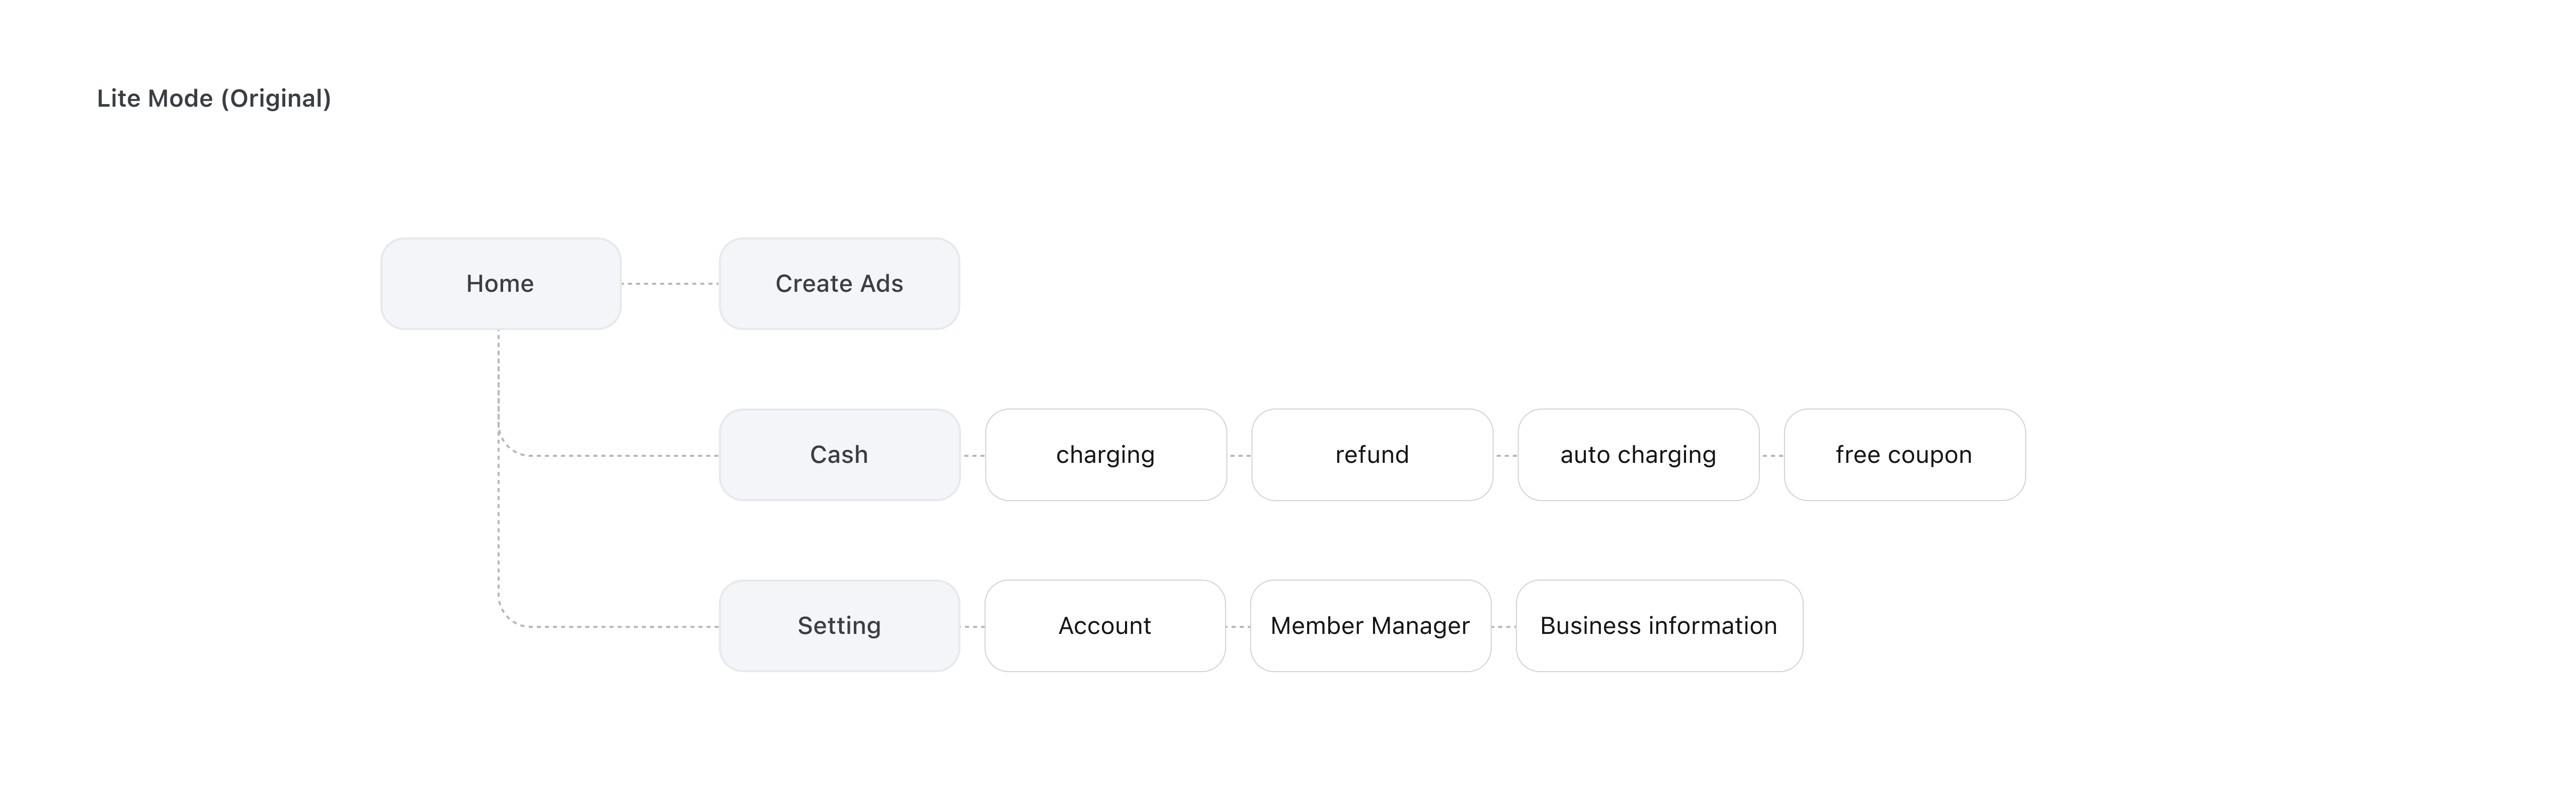 Lite Mode (Original)
Home
Create Ads
Cash
charging
refund
auto charging
free coupon
Setting
Account
Member Manager
Business information